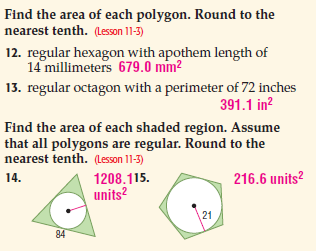 Find the area of each polygon. Round to the
nearest tenth. (Lesson 11-3)
12. regular hexagon with apothem length of
14 millimeters 679.0 mm²
13. regular octagon with a perimeter of 72 inches
391.1 in²
Find the area of each shaded region. Assume
that all polygons are regular. Round to the
nearest tenth. (Lesson 11-3)
14. 1208.1 units²
84
15. 216.6 units²
21